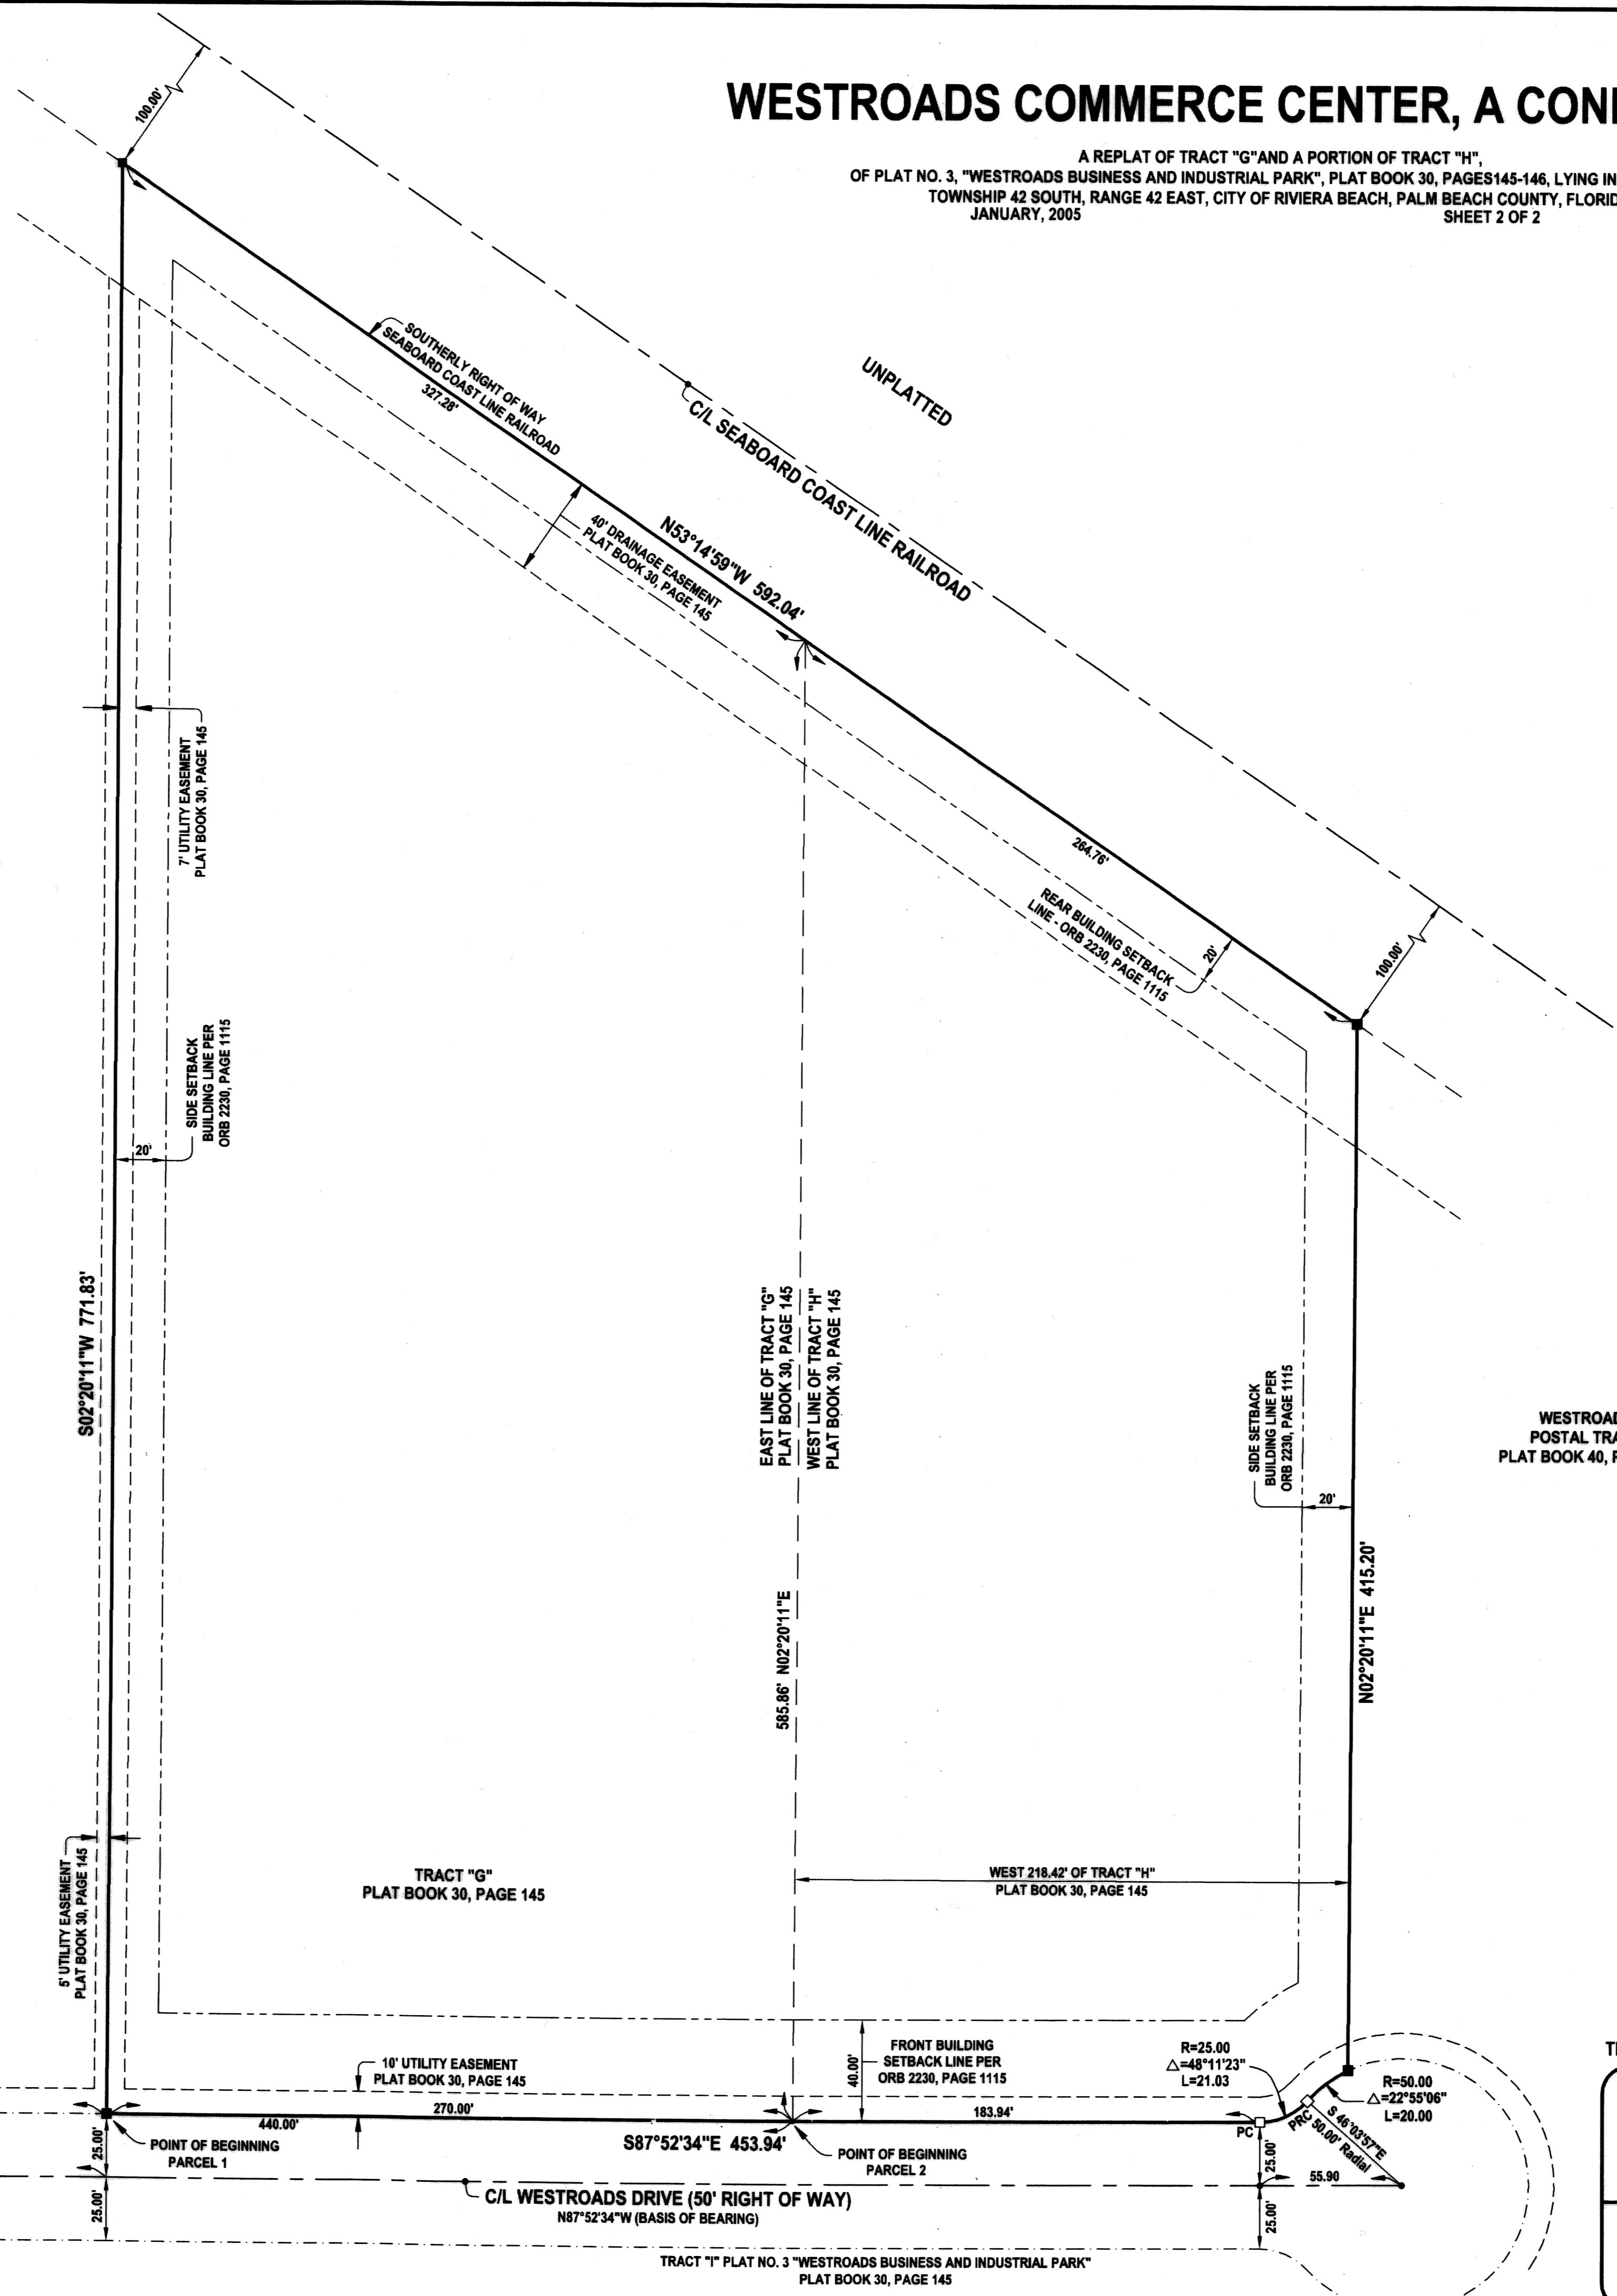 WESTROADS COMMERCE CENTER, A
A REPLAT OF TRACT "G"AND A PORTION OF TRACT "H",
OF PLAT NO. 3, "WESTROADS BUSINESS AND INDUSTRIAL PARK", PLAT BOOK 30, PAGES145-146, LYING IN
TOWNSHIP 42 SOUTH, RANGE 42 EAST, CITY OF RIVIERA BEACH, PALM BEACH COUNTY,
JANUARY, 2005
SHEET 2 OF 2
100.00'
SOUTHERLY RIGHT OF WAY
SEABOARD COAST LINE RAILROAD
327.28'
UNPLATTED
C/L SEABOARD COAST LINE RAILROAD
N53°14'59"W 592.04'
40' DRAINAGE EASEMENT
PLAT BOOK 30, PAGE 145
7' UTILITY EASEMENT
PLAT BOOK 30, PAGE 145
264.76'
REAR BUILDING SETBACK
LINE - ORB 2230, PAGE 1115
20'
100.00'
SIDE SETBACK
BUILDING LINE PER
ORB 2230, PAGE 1115
20'
S02°20'11"W 771.83'
EAST LINE OF TRACT "G"
PLAT BOOK 30, PAGE 145
WEST LINE OF TRACT "H"
PLAT BOOK 30, PAGE 145
SIDE SETBACK
BUILDING LINE PER
ORB 2230, PAGE 1115
20'
POSTAL
PLAT BOOK 40,
N02°20'11"E 415.20'
585.86' N02°20'11"E
5' UTILITY EASEMENT
PLAT BOOK 30, PAGE 145
TRACT "G"
PLAT BOOK 30, PAGE 145
WEST 218.42' OF TRACT "H"
PLAT BOOK 30, PAGE 145
10' UTILITY EASEMENT
PLAT BOOK 30, PAGE 145
40.00'
FRONT BUILDING
SETBACK LINE PER
ORB 2230, PAGE 1115
R=25.00
△=48°11'23"
L=21.03
R=50.00
△=22°55'06"
L=20.00
440.00'
270.00'
183.94'
S87°52'34"E 453.94'
POINT OF BEGINNING
PARCEL 1
POINT OF BEGINNING
PARCEL 2
PC
PRC
S 46°03'57"E
50.00' Radial
25.00'
25.00'
25.00'
25.00'
55.90
C/L WESTROADS DRIVE (50' RIGHT OF WAY)
N87°52'34"W (BASIS OF BEARING)
TRACT "I" PLAT NO. 3 "WESTROADS BUSINESS AND INDUSTRIAL PARK"
PLAT BOOK 30, PAGE 145